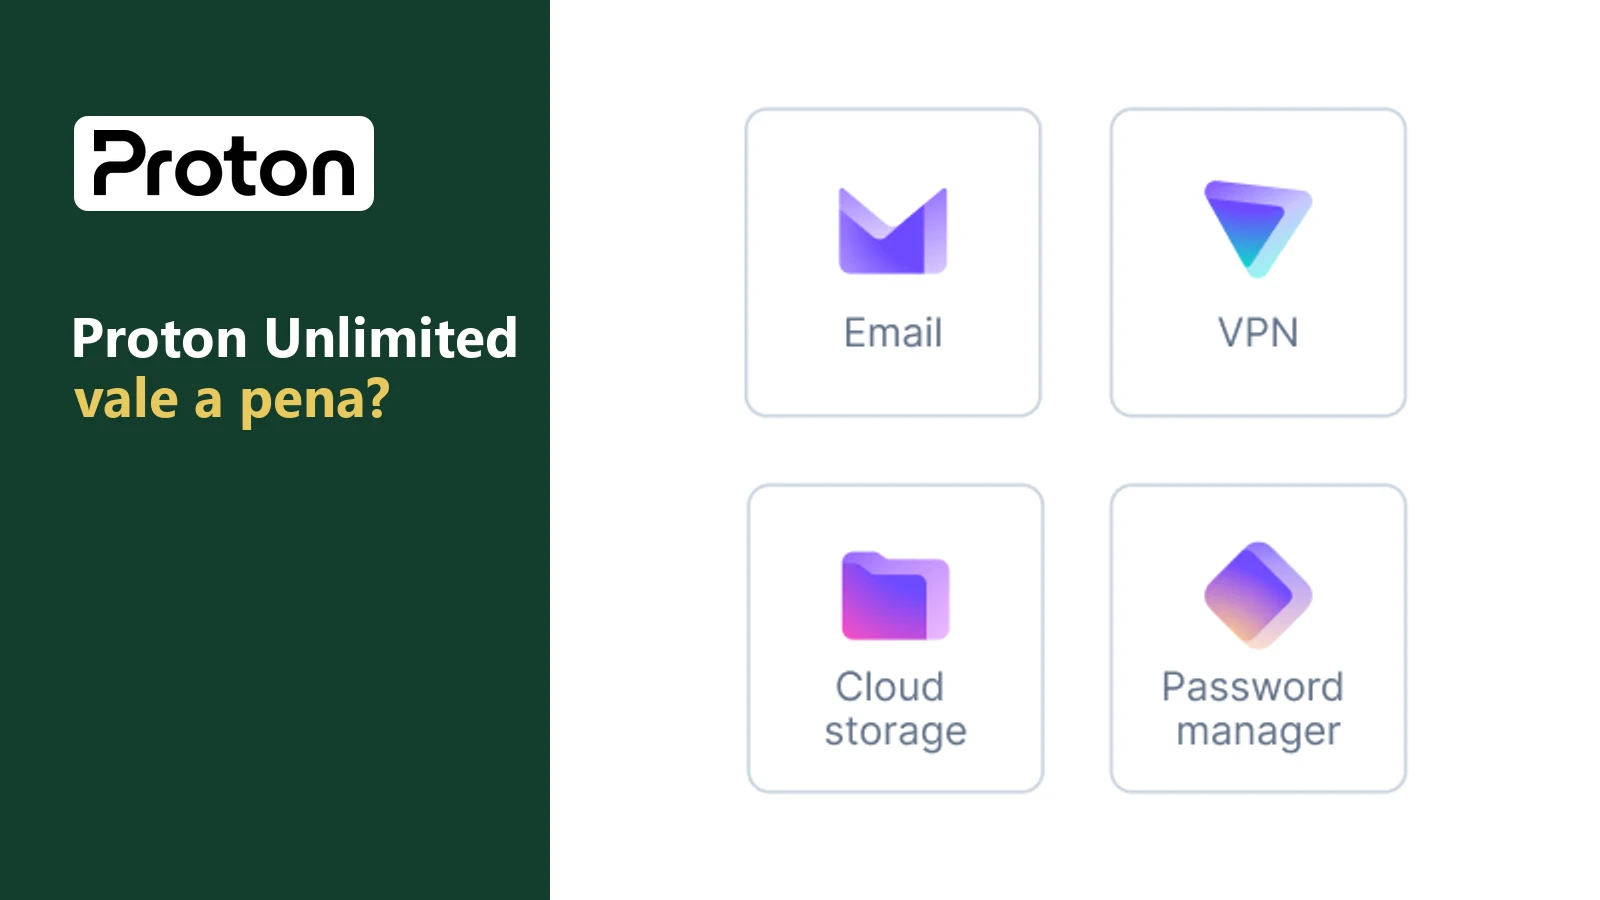 Proton
Proton Unlimited
vale a pena?
Email
VPN
Cloud
storage
Password
manager